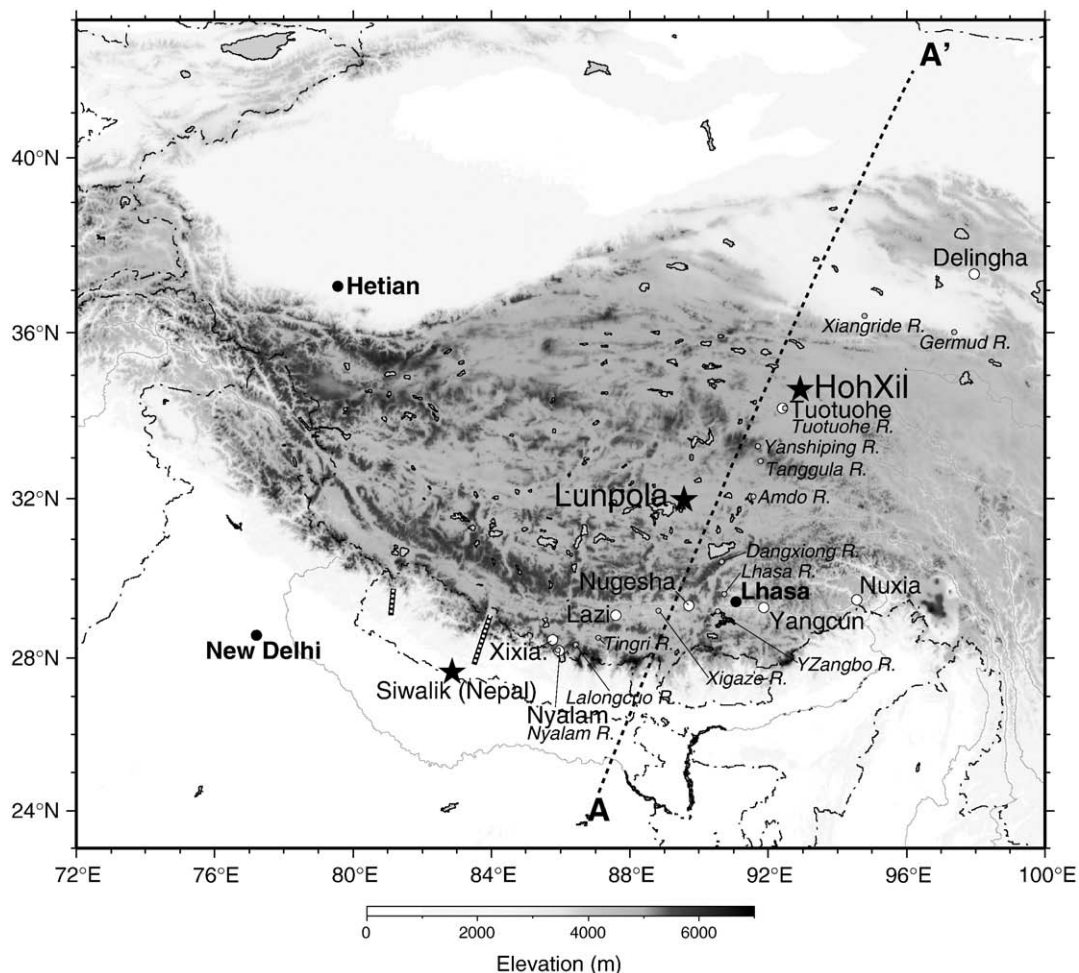 A'
40°N
Delingha
Hetian
36°N
Xiangride R.
Germud R.
HohXil
Tuotuohe
Tuotuohe R.
Yanshiping R.
Tanggula R.
32°N
Lunpola
Amdo R.
Dangxiong R.
Nugesha
Lhasa R.
Lhasa
Nuxia
Lazi
Yangcun
New Delhi
Xixia.
Tingri R.
YZangbo R.
28°N
Xigaze R.
Siwalik (Nepal)
Lalongcuo R.
Nyalam
Nyalam R.
24°N
A
72°E
76°E
80°E
84°E
88°E
92°E
96°E
100°E
0
2000
4000
6000
Elevation (m)